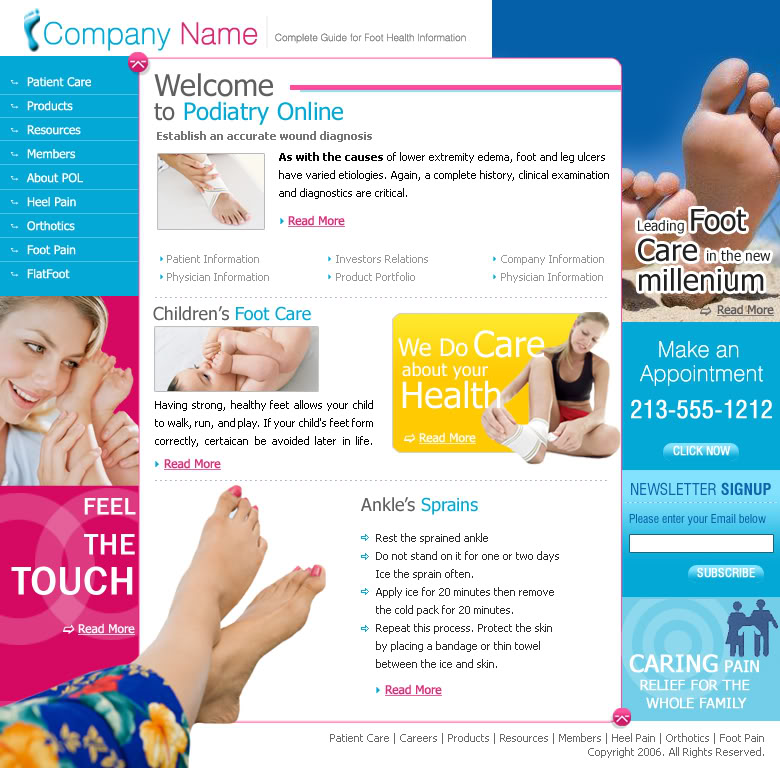 Company Name
Complete Guide for Foot Health Information
Patient Care
Products
Resources
Members
About POL
Heel Pain
Orthotics
Foot Pain
FlatFoot
Welcome
to Podiatry Online
Establish an accurate wound diagnosis
As with the causes of lower extremity edema, foot and leg ulcers
have varied etiologies. Again, a complete history, clinical examination
and diagnostics are critical.
Read More
Patient Information
Investors Relations
Company Information
Physician Information
Product Portfolio
Physician Information
Children's Foot Care
Having strong, healthy feet allows your child
to walk, run, and play. If your child's feet form
correctly, certaican be avoided later in life.
Read More
We Do Care
about your
Health
Read More
FEEL
THE
TOUCH
Read More
Ankle's Sprains
Rest the sprained ankle
Do not stand on it for one or two days
Ice the sprain often.
Apply ice for 20 minutes then remove
the cold pack for 20 minutes.
Repeat this process. Protect the skin
by placing a bandage or thin towel
between the ice and skin.
Read More
Leading Foot
Care in the new
millenium
Read More
Make an
Appointment
213-555-1212
CLICK NOW
NEWSLETTER SIGNUP
Please enter your Email below
SUBSCRIBE
CARING PAIN
RELIEF FOR THE
WHOLE FAMILY
Patient Care | Careers | Products | Resources | Members | Heel Pain | Orthotics | Foot Pain
Copyright 2006. All Rights Reserved.